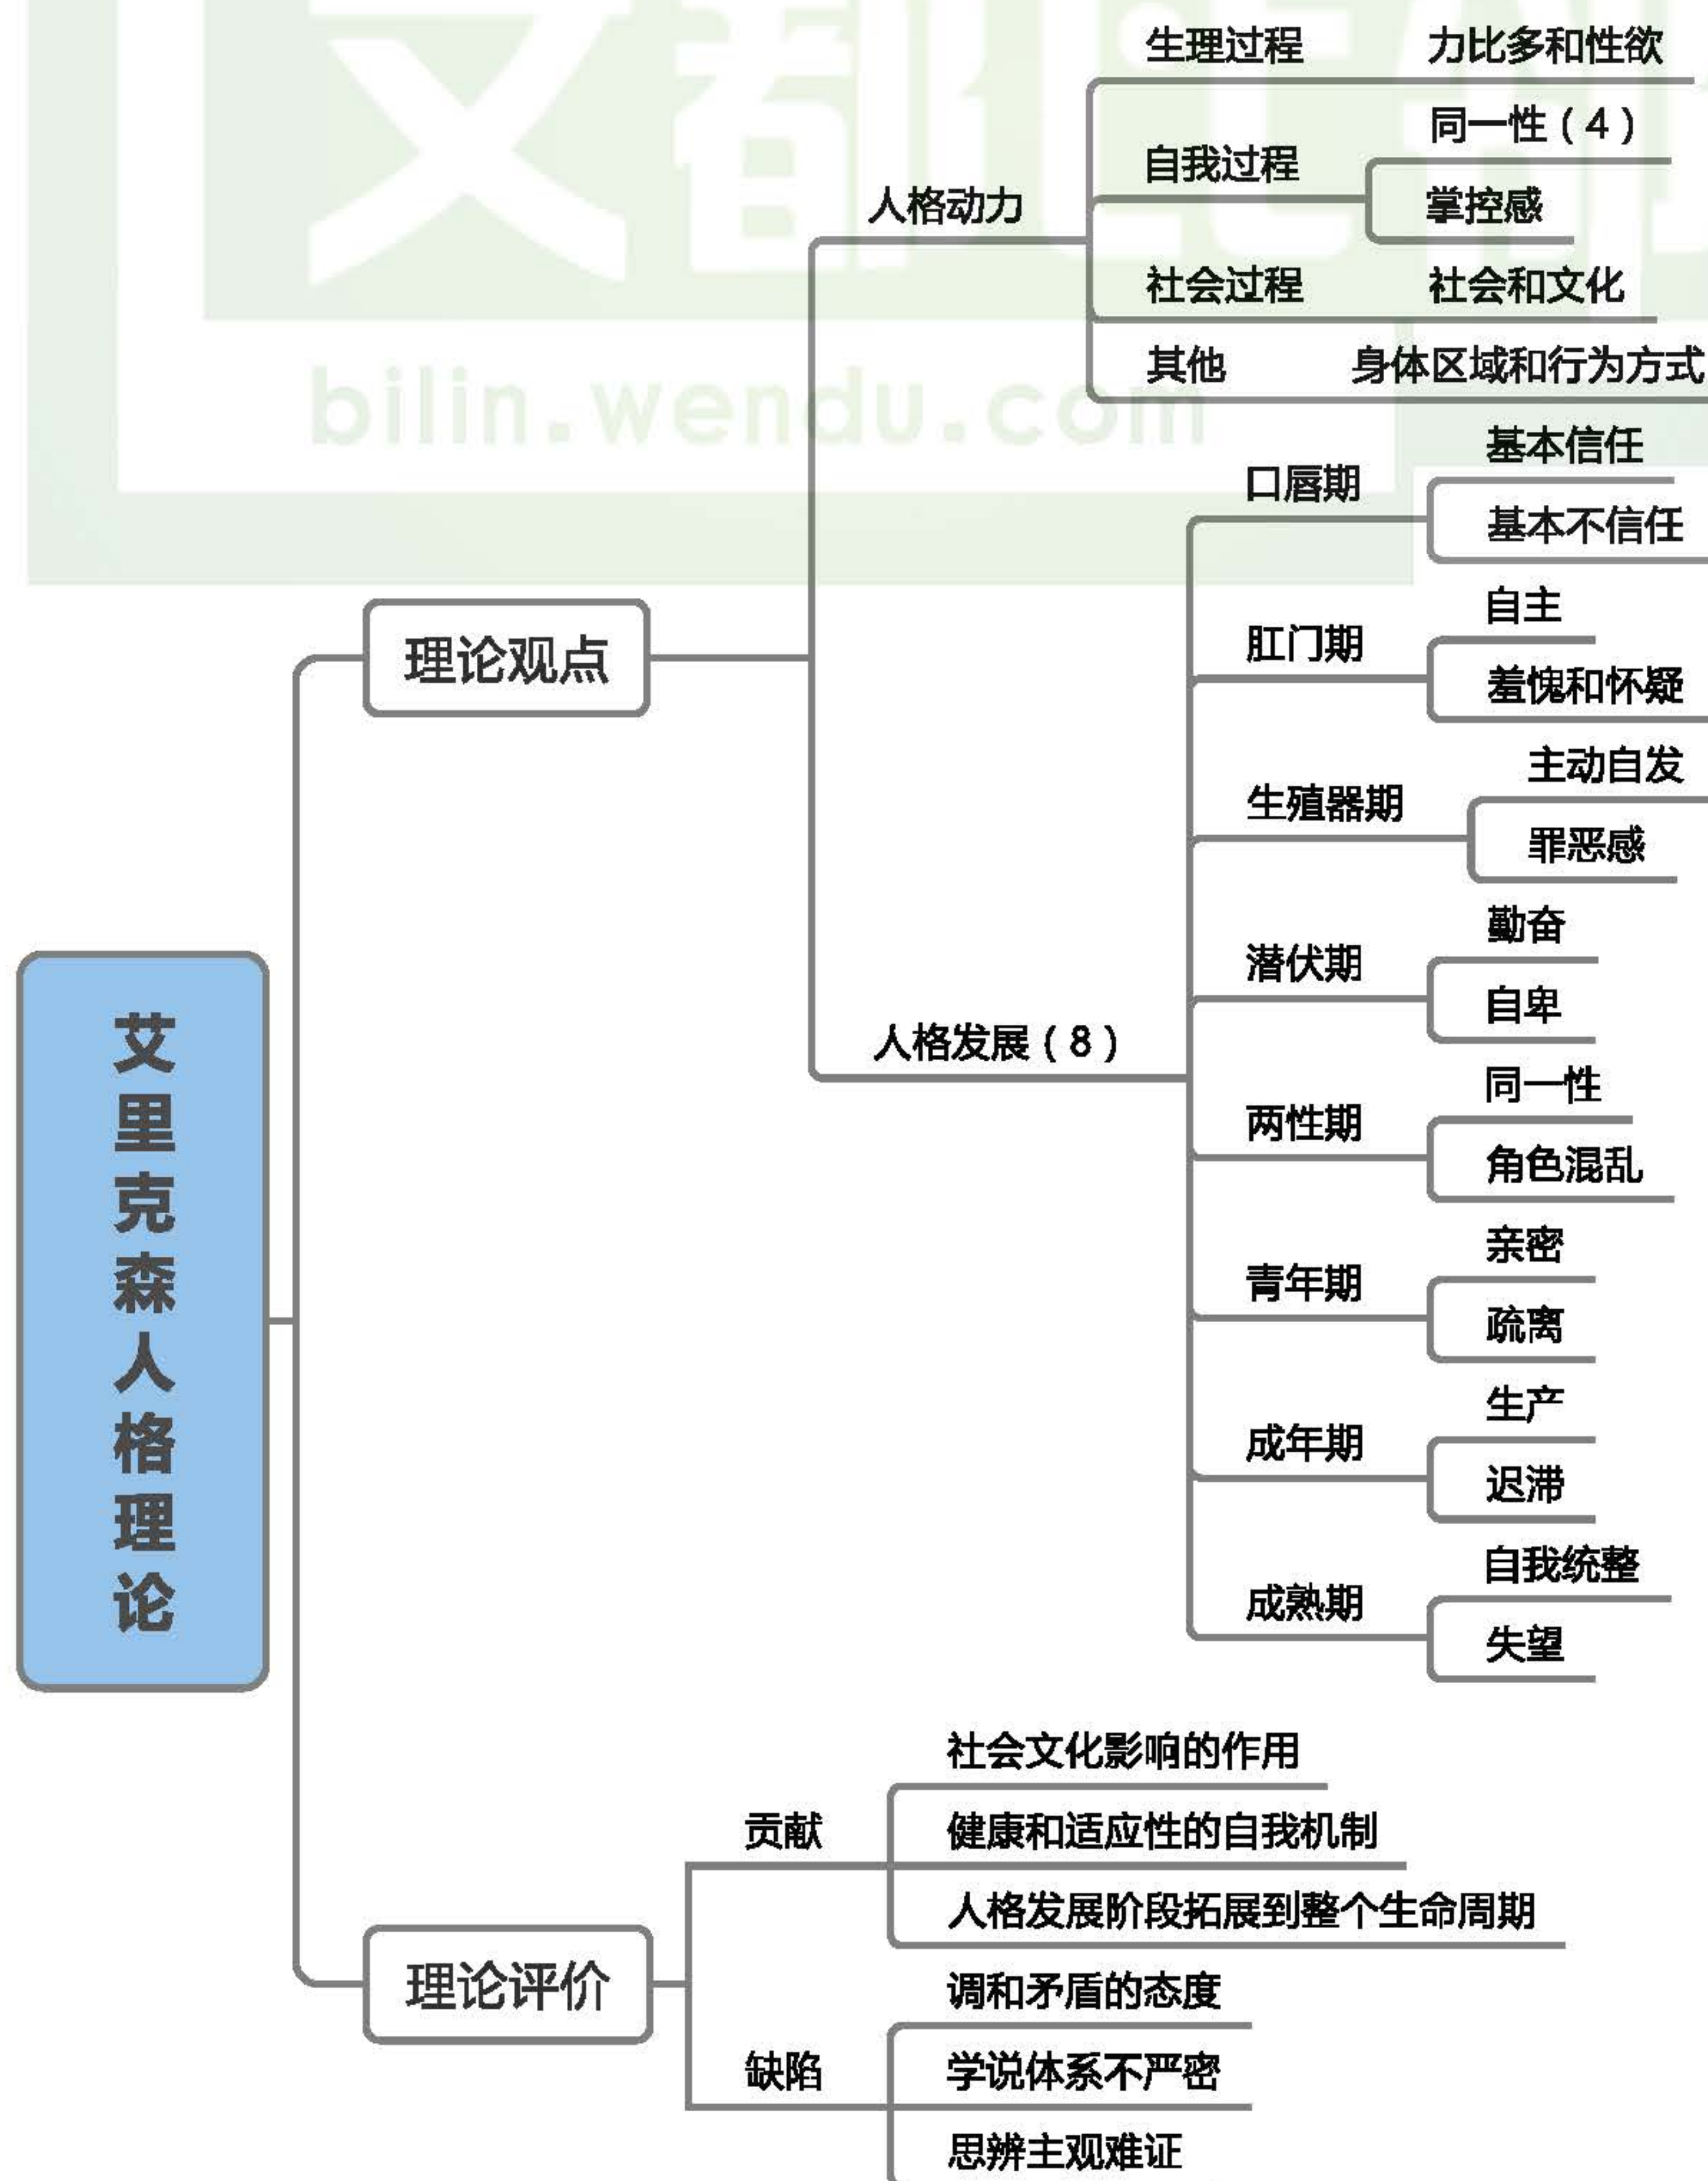 文都比邻
bilin.wendu.com
艾里克森人格理论
理论观点
人格动力
生理过程
力比多和性欲
自我过程
同一性（4）
掌控感
社会过程
社会和文化
其他
身体区域和行为方式
人格发展（8）
口唇期
基本信任
基本不信任
肛门期
自主
羞愧和怀疑
生殖器期
主动自发
罪恶感
潜伏期
勤奋
自卑
两性期
同一性
角色混乱
青年期
亲密
疏离
成年期
生产
迟滞
成熟期
自我统整
失望
理论评价
贡献
社会文化影响的作用
健康和适应性的自我机制
人格发展阶段拓展到整个生命周期
缺陷
调和矛盾的态度
学说体系不严密
思辨主观难证